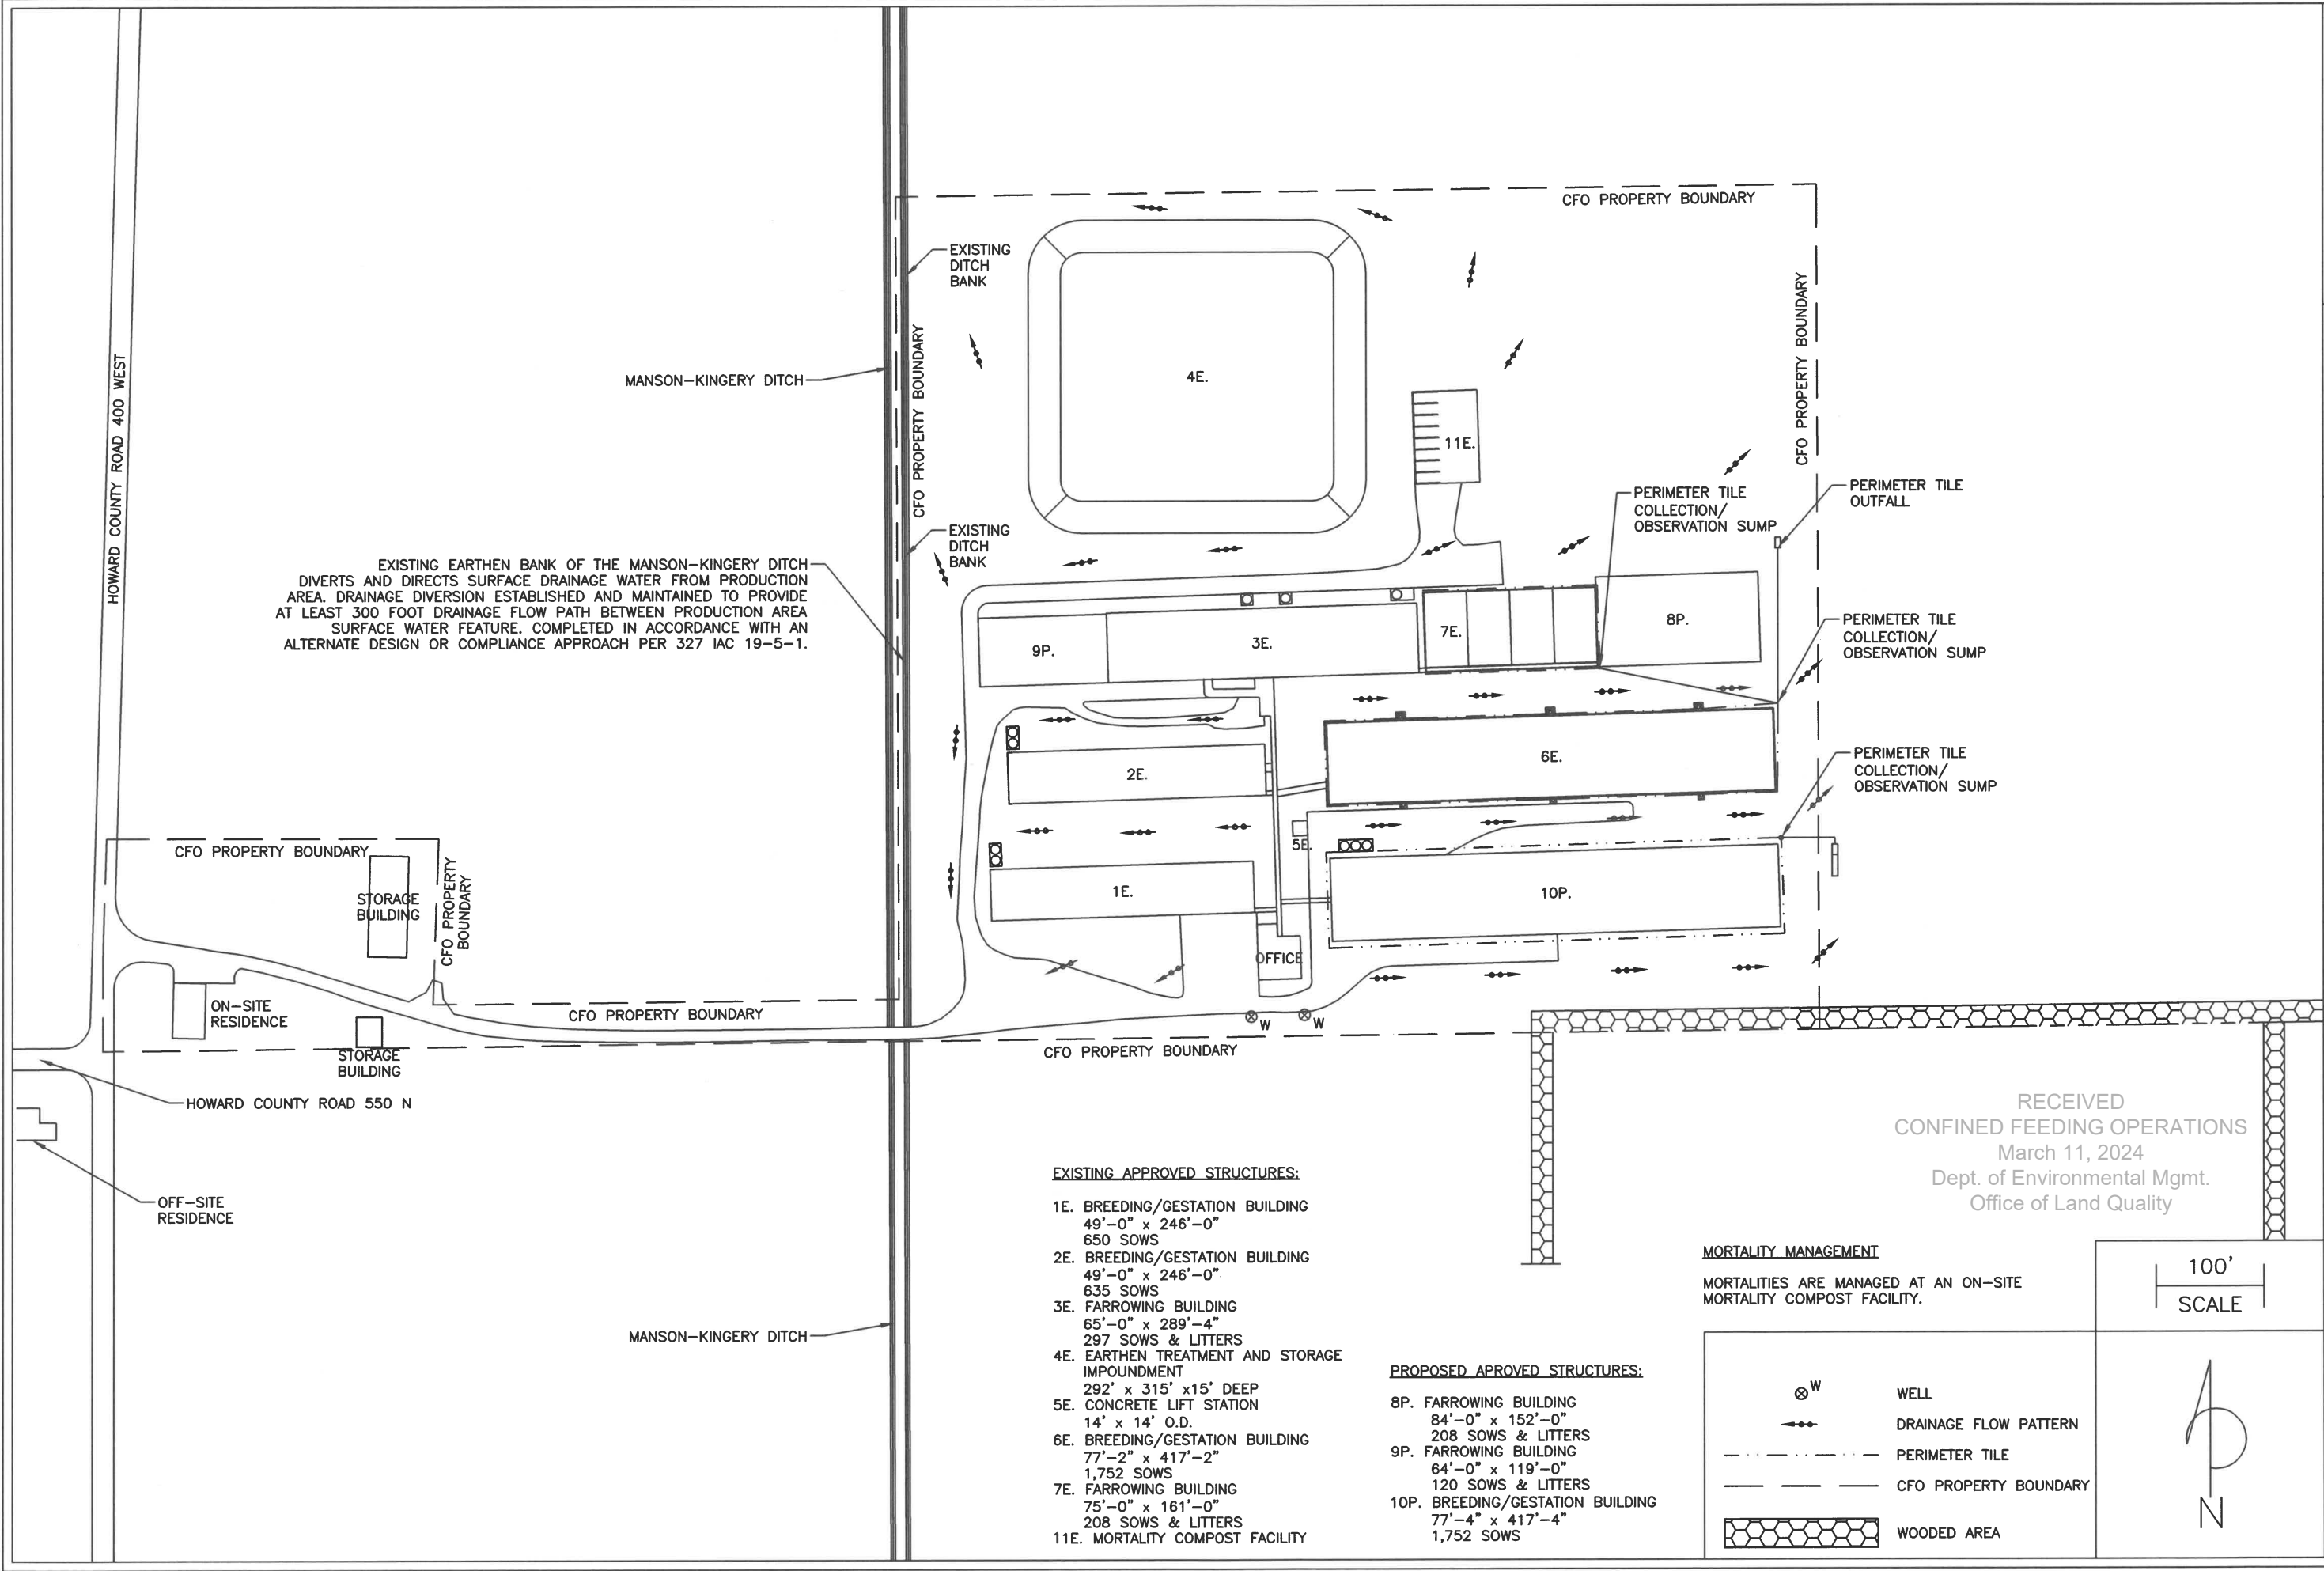 CFO PROPERTY BOUNDARY
EXISTING
DITCH
BANK
CFO PROPERTY BOUNDARY
CFO PROPERTY BOUNDARY
HOWARD COUNTY ROAD 400 WEST
MANSON-KINGERY DITCH
4E.
11E.
PERIMETER TILE
COLLECTION/
OBSERVATION SUMP
PERIMETER TILE
OUTFALL
EXISTING
DITCH
BANK
EXISTING EARTHEN BANK OF THE MANSON-KINGERY DITCH
DIVERTS AND DIRECTS SURFACE DRAINAGE WATER FROM PRODUCTION
AREA. DRAINAGE DIVERSION ESTABLISHED AND MAINTAINED TO PROVIDE
AT LEAST 300 FOOT DRAINAGE FLOW PATH BETWEEN PRODUCTION AREA
SURFACE WATER FEATURE. COMPLETED IN ACCORDANCE WITH AN
ALTERNATE DESIGN OR COMPLIANCE APPROACH PER 327 IAC 19-5-1.
9P.
3E.
7E.
8P.
PERIMETER TILE
COLLECTION/
OBSERVATION SUMP
2E.
6E.
PERIMETER TILE
COLLECTION/
OBSERVATION SUMP
5E.
1E.
10P.
OFFICE
CFO PROPERTY BOUNDARY
CFO PROPERTY
BOUNDARY
STORAGE
BUILDING
ON-SITE
RESIDENCE
STORAGE
BUILDING
CFO PROPERTY BOUNDARY
W
W
CFO PROPERTY BOUNDARY
HOWARD COUNTY ROAD 550 N
OFF-SITE
RESIDENCE
MANSON-KINGERY DITCH
RECEIVED
CONFINED FEEDING OPERATIONS
March 11, 2024
Dept. of Environmental Mgmt.
Office of Land Quality
EXISTING APPROVED STRUCTURES:
1E. BREEDING/GESTATION BUILDING
49'-0" x 246'-0"
650 SOWS
2E. BREEDING/GESTATION BUILDING
49'-0" x 246'-0"
635 SOWS
3E. FARROWING BUILDING
65'-0" x 289'-4"
297 SOWS & LITTERS
4E. EARTHEN TREATMENT AND STORAGE
IMPOUNDMENT
292' x 315' x15' DEEP
5E. CONCRETE LIFT STATION
14' x 14' O.D.
6E. BREEDING/GESTATION BUILDING
77'-2" x 417'-2"
1,752 SOWS
7E. FARROWING BUILDING
75'-0" x 161'-0"
208 SOWS & LITTERS
11E. MORTALITY COMPOST FACILITY
PROPOSED APROVED STRUCTURES:
8P. FARROWING BUILDING
84'-0" x 152'-0"
208 SOWS & LITTERS
9P. FARROWING BUILDING
64'-0" x 119'-0"
120 SOWS & LITTERS
10P. BREEDING/GESTATION BUILDING
77'-4" x 417'-4"
1,752 SOWS
MORTALITY MANAGEMENT
MORTALITIES ARE MANAGED AT AN ON-SITE
MORTALITY COMPOST FACILITY.
100'
SCALE
W
WELL
DRAINAGE FLOW PATTERN
PERIMETER TILE
CFO PROPERTY BOUNDARY
WOODED AREA
N